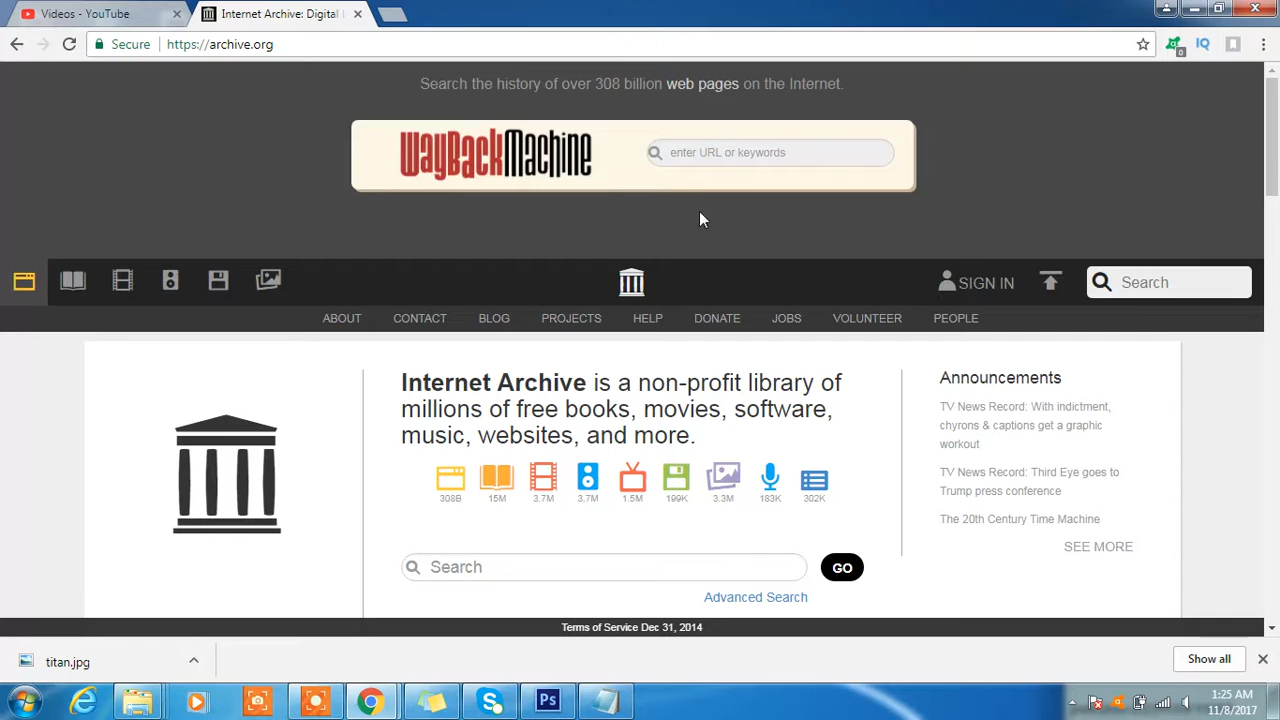 Videos - YouTube
Internet Archive: Digital
Secure
https://archive.org
0
IQ
Search the history of over 308 billion web pages on the Internet.
WayBackMachine
enter URL or keywords
SIGN IN
Search
ABOUT CONTACT BLOG PROJECTS HELP DONATE JOBS VOLUNTEER PEOPLE
Internet Archive is a non-profit library of
millions of free books, movies, software,
music, websites, and more.
308B 15M 3.7M 3.7M 1.5M 199K 3.3M 183K 302K
Search
GO
Advanced Search
Announcements
TV News Record: With indictment,
chyrons & captions get a graphic
workout
TV News Record: Third Eye goes to
Trump press conference
The 20th Century Time Machine
SEE MORE
Terms of Service Dec 31, 2014
titan.jpg
Show all
Ps
1:25 AM
11/8/2017